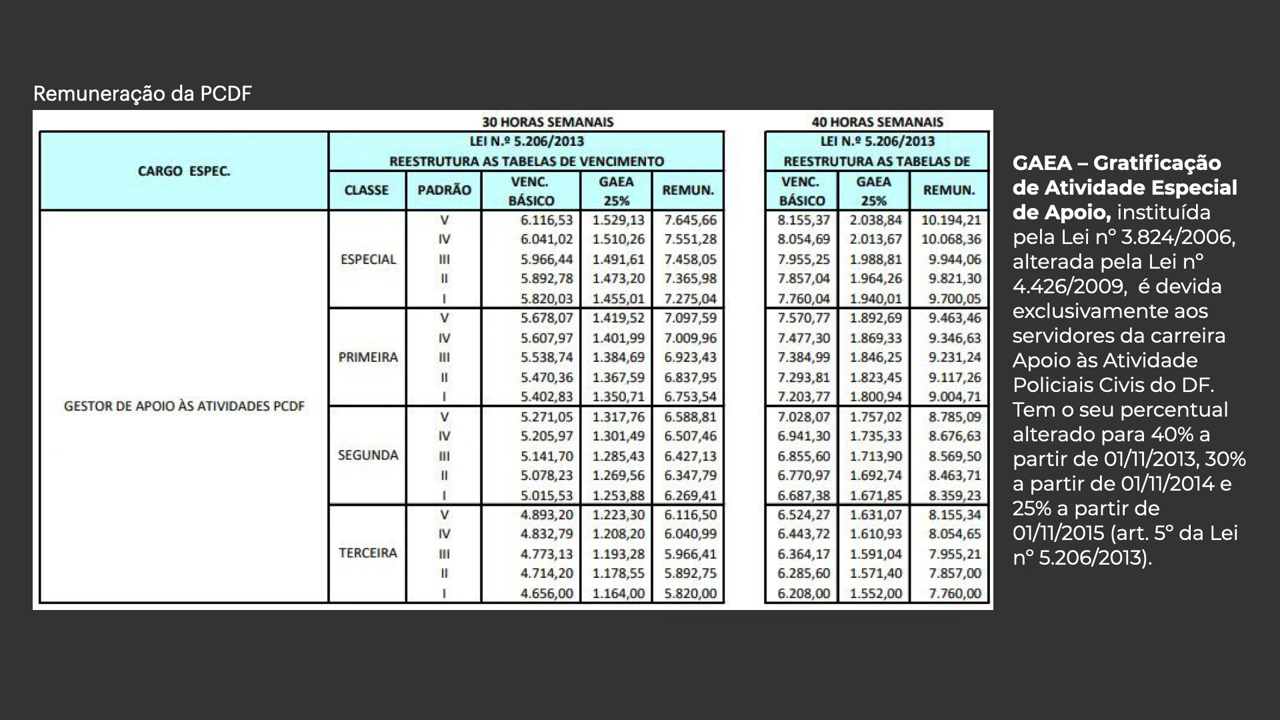 Remuneração da PCDF
30 HORAS SEMANAIS 40 HORAS SEMANAIS
LEI N.º 5.206/2013 LEI N.º 5.206/2013
CARGO ESPEC. REESTRUTURA AS TABELAS DE VENCIMENTO REESTRUTURA AS TABELAS DE
CLASSE PADRÃO VENC. BÁSICO GAEA 25% REMUN. VENC. BÁSICO GAEA 25% REMUN.
GESTOR DE APOIO ÀS ATIVIDADES PCDF
ESPECIAL
V 6.116,53 1.529,13 7.645,66 8.155,37 2.038,84 10.194,21
IV 6.041,02 1.510,26 7.551,28 8.054,69 2.013,67 10.068,36
III 5.966,44 1.491,61 7.458,05 7.955,25 1.988,81 9.944,06
II 5.892,78 1.473,20 7.365,98 7.857,04 1.964,26 9.821,30
I 5.820,03 1.455,01 7.275,04 7.760,04 1.940,01 9.700,05
PRIMEIRA
V 5.678,07 1.419,52 7.097,59 7.570,77 1.892,69 9.463,46
IV 5.607,97 1.401,99 7.009,96 7.477,30 1.869,33 9.346,63
III 5.538,74 1.384,69 6.923,43 7.384,99 1.846,25 9.231,24
II 5.470,36 1.367,59 6.837,95 7.293,81 1.823,45 9.117,26
I 5.402,83 1.350,71 6.753,54 7.203,77 1.800,94 9.004,71
SEGUNDA
V 5.271,05 1.317,76 6.588,81 7.028,07 1.757,02 8.785,09
IV 5.205,97 1.301,49 6.507,46 6.941,30 1.735,33 8.676,63
III 5.141,70 1.285,43 6.427,13 6.855,60 1.713,90 8.569,50
II 5.078,23 1.269,56 6.347,79 6.770,97 1.692,74 8.463,71
I 5.015,53 1.253,88 6.269,41 6.687,38 1.671,85 8.359,23
TERCEIRA
V 4.893,20 1.223,30 6.116,50 6.524,27 1.631,07 8.155,34
IV 4.832,79 1.208,20 6.040,99 6.443,72 1.610,93 8.054,65
III 4.773,13 1.193,28 5.966,41 6.364,17 1.591,04 7.955,21
II 4.714,20 1.178,55 5.892,75 6.285,60 1.571,40 7.857,00
I 4.656,00 1.164,00 5.820,00 6.208,00 1.552,00 7.760,00
GAEA – Gratificação
de Atividade Especial
de Apoio, instituída
pela Lei nº 3.824/2006,
alterada pela Lei nº
4.426/2009, é devida
exclusivamente aos
servidores da carreira
Apoio às Atividade
Policiais Civis do DF.
Tem o seu percentual
alterado para 40% a
partir de 01/11/2013, 30%
a partir de 01/11/2014 e
25% a partir de
01/11/2015 (art. 5º da Lei
nº 5.206/2013).